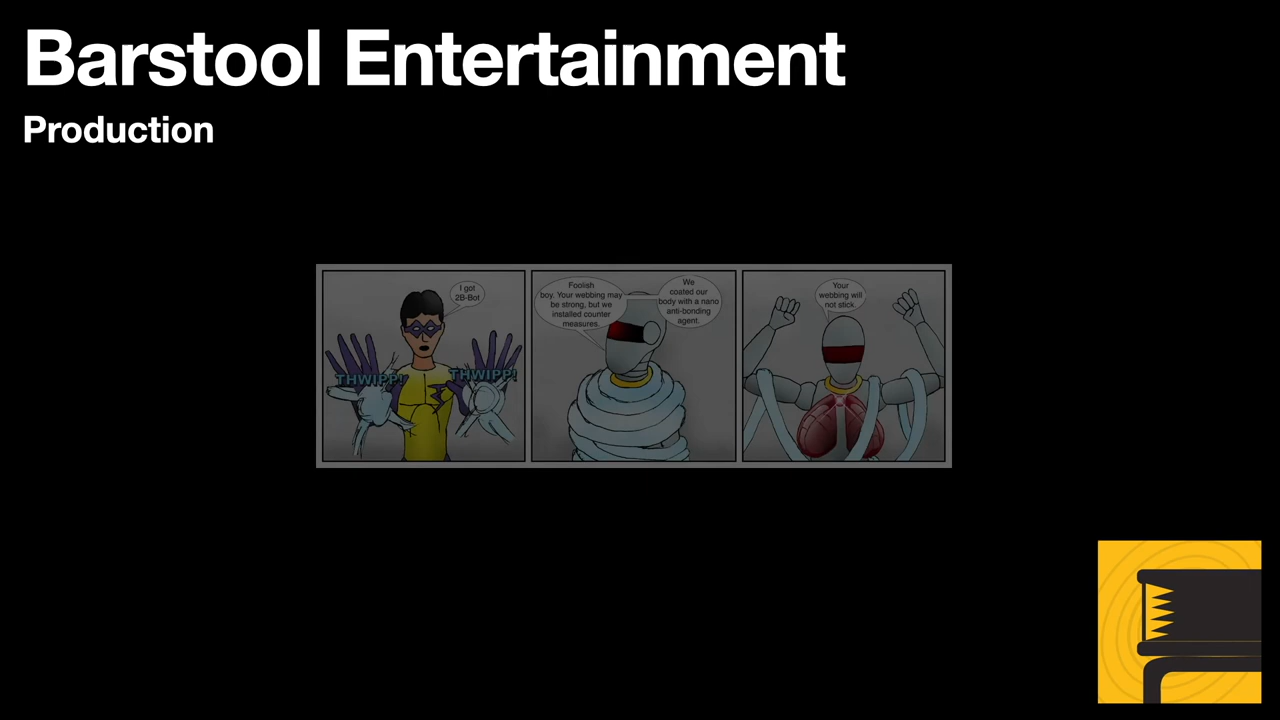 Barstool Entertainment
Production
I got
2B-Bot
THWIPP!
THWIPP!
Foolish
boy. Your webbing may
be strong, but we
installed counter
measures.
We
coated our
body with a nano
anti-bonding
agent.
Your
webbing will
not stick.